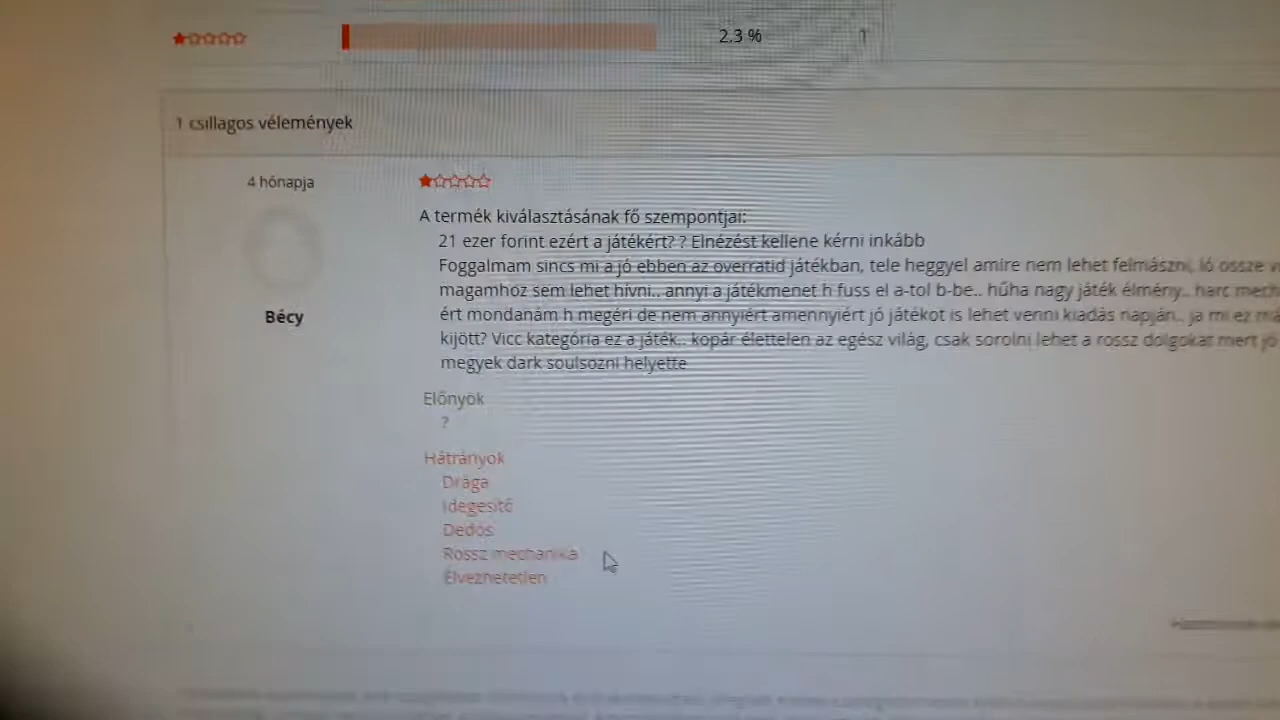 2.3 %
1
1 csillagos vélemények
4 hónapja
A termék kiválasztásának fő szempontjai:
21 ezer forint ezért a játékért? ? Elnézést kellene kérni inkább
Foggalmam sincs mi a jó ebben az overratid játékban, tele heggyel amire nem lehet felmászni, ló össze
magamhoz sem lehet hívni.. annyi a játékmenet h fuss el a-tol b-be.. hűha nagy játék élmény.. harc
ért mondanám h megéri de nem annyiért amennyiért jó játékot is lehet venni kiadás napján.. ja mi ez
Bécy
kijött? Vicc kategória ez a játék.. kopár élettelen az egész világ, csak sorolni lehet a rossz dolgokat mert jó
megyek dark soulsozni helyette
Előnyök
?
Hátrányok
Drága
Idegesítő
Dedós
Rossz mechanika
Élvezhetetlen